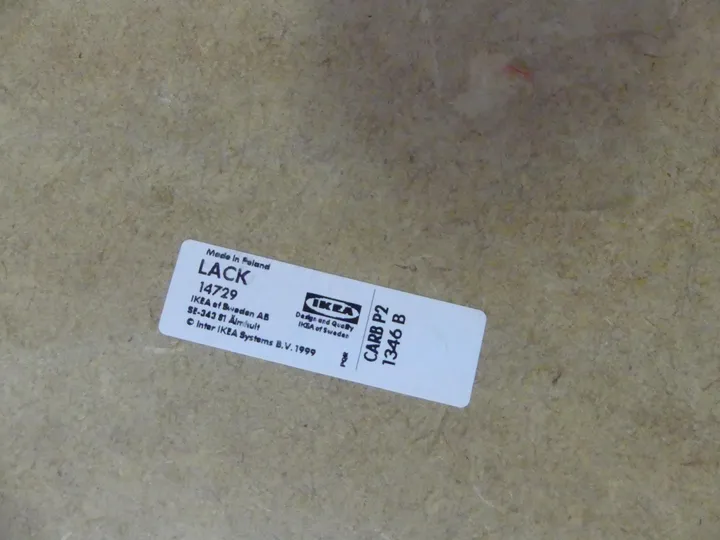 Made in Poland
LACK
14729
IKEA of Sweden AB
SE-343 81 Älmhult
© Inter IKEA Systems B.V. 1999
IKEA
Design and Quality
IKEA of Sweden
PQR
CARB P2
1346 B